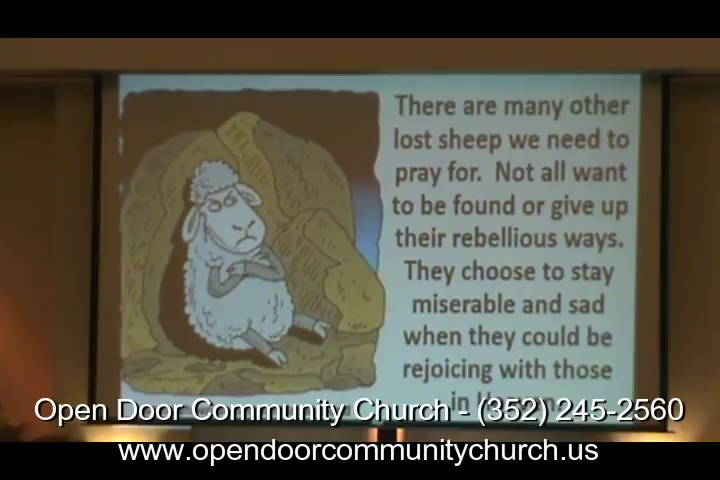 There are many other
lost sheep we need to
pray for. Not all want
to be found or give up
their rebellious ways.
They choose to stay
miserable and sad
when they could be
rejoicing with those
in
Open Door Community Church - (352) 245-2560
www.opendoorcommunitychurch.us